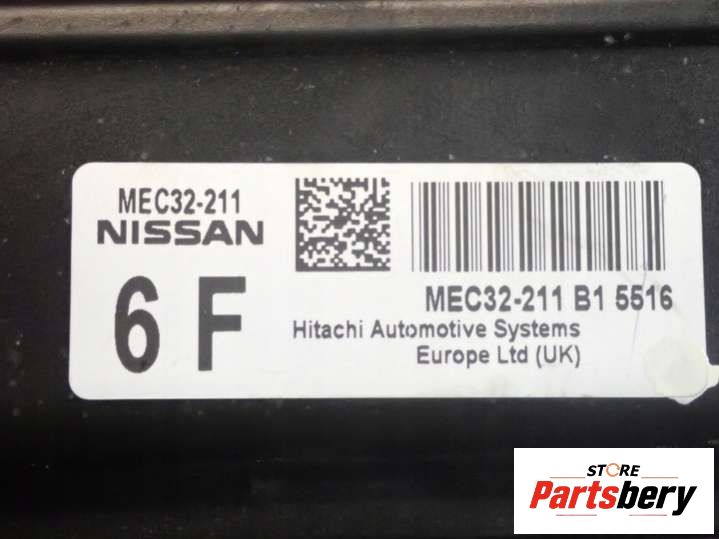 MEC32-211
NISSAN
6 F
MEC32-211 B1 5516
Hitachi Automotive Systems
Europe Ltd (UK)
STORE
Partsbery